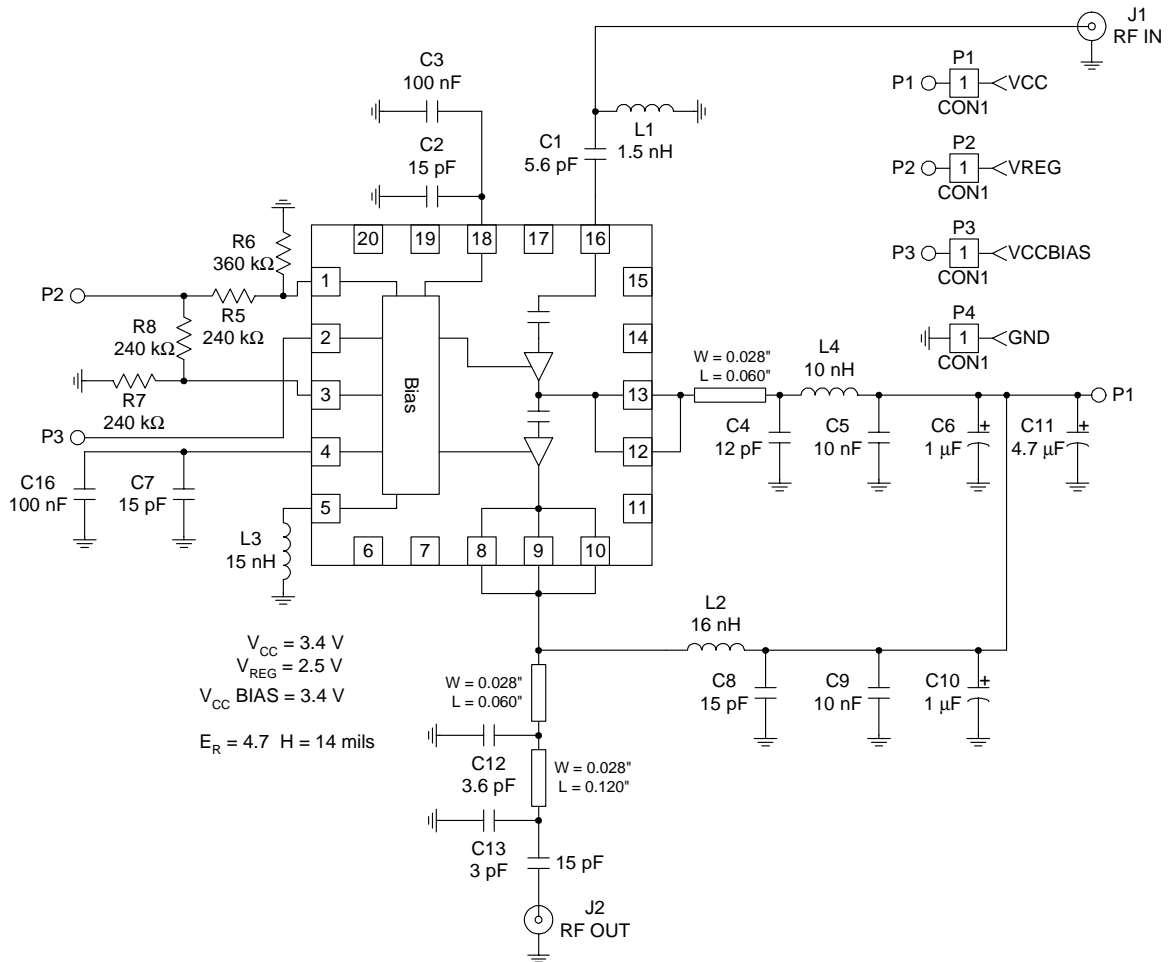 J1
RF IN
C3
100 nF
C2
15 pF
C1
5.6 pF
L1
1.5 nH
P1
P1 1 VCC
CON1
P2
P2 1 VREG
CON1
P3
P3 1 VCCBIAS
CON1
P4
1 GND
CON1
20 19 18 17 16
R6
360 kΩ
P2
R5
240 kΩ
R8
240 kΩ
R7
240 kΩ
P3
C16
100 nF
C7
15 pF
L3
15 nH
1
2
3
4
5
Bias
15
14
13
12
11
6 7 8 9 10
W = 0.028"
L = 0.060"
L4
10 nH
P1
C4
12 pF
C5
10 nF
C6
1 µF
+
C11
4.7 µF
+
L2
16 nH
C8
15 pF
C9
10 nF
C10
1 µF
+
VCC = 3.4 V
VREG = 2.5 V
VCC BIAS = 3.4 V
ER = 4.7 H = 14 mils
W = 0.028"
L = 0.060"
C12
3.6 pF
W = 0.028"
L = 0.120"
C13
3 pF
15 pF
J2
RF OUT